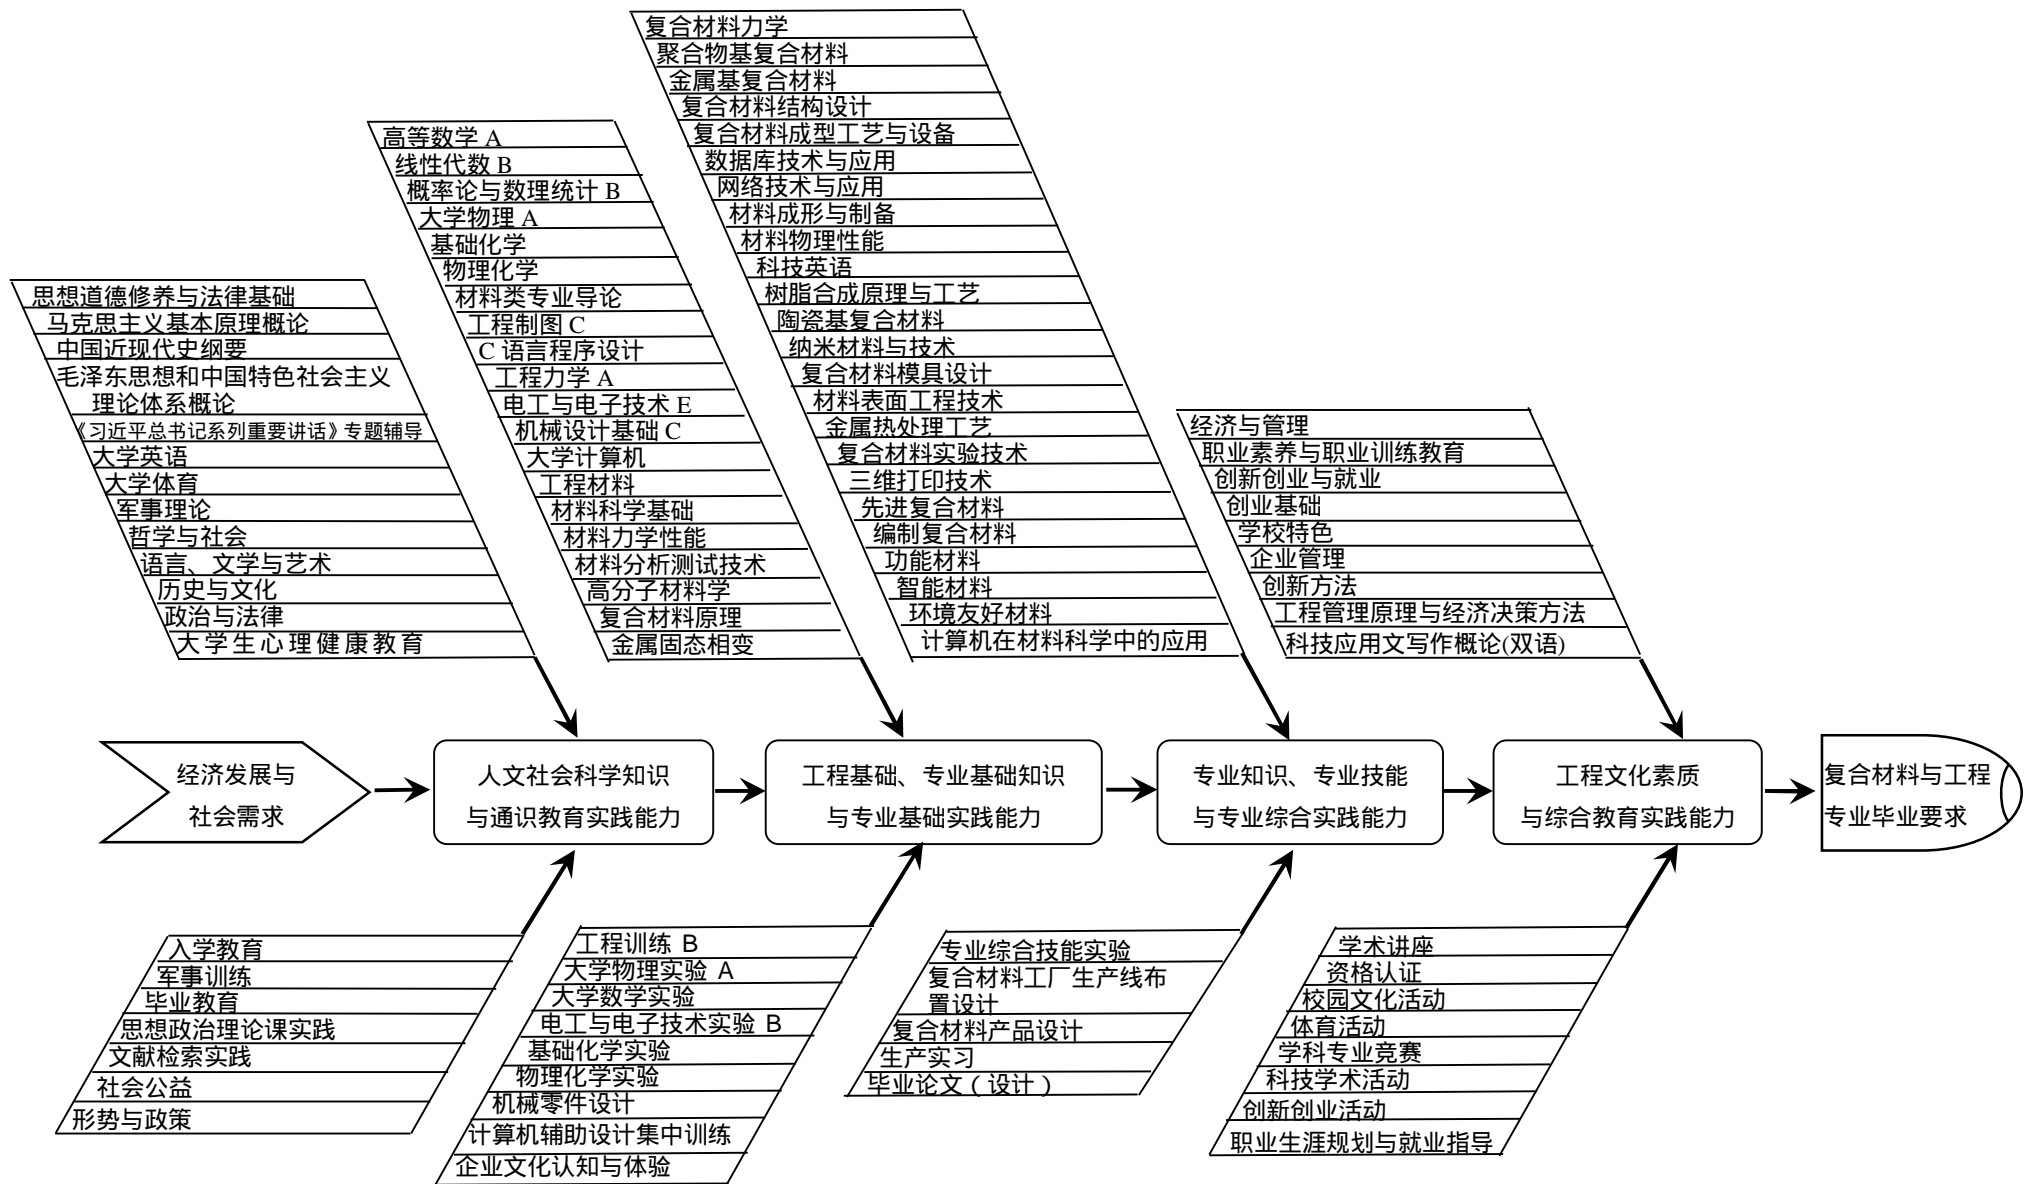 思想道德修养与法律基础
马克思主义基本原理概论
中国近现代史纲要
毛泽东思想和中国特色社会主义
理论体系概论
《习近平总书记系列重要讲话》专题辅导
大学英语
大学体育
军事理论
哲学与社会
语言、文学与艺术
历史与文化
政治与法律
大学生心理健康教育
高等数学 A
线性代数 B
概率论与数理统计 B
大学物理 A
基础化学
物理化学
材料类专业导论
工程制图 C
C 语言程序设计
工程力学 A
电工与电子技术 E
机械设计基础 C
大学计算机
工程材料
材料科学基础
材料力学性能
材料分析测试技术
高分子材料学
复合材料原理
金属固态相变
复合材料力学
聚合物基复合材料
金属基复合材料
复合材料结构设计
复合材料成型工艺与设备
数据库技术与应用
网络技术与应用
材料成形与制备
材料物理性能
科技英语
树脂合成原理与工艺
陶瓷基复合材料
纳米材料与技术
复合材料模具设计
材料表面工程技术
金属热处理工艺
复合材料实验技术
三维打印技术
先进复合材料
编制复合材料
功能材料
智能材料
环境友好材料
计算机在材料科学中的应用
经济与管理
职业素养与职业训练教育
创新创业与就业
创业基础
学校特色
企业管理
创新方法
工程管理原理与经济决策方法
科技应用文写作概论(双语)
经济发展与
社会需求
人文社会科学知识
与通识教育实践能力
工程基础、专业基础知识
与专业基础实践能力
专业知识、专业技能
与专业综合实践能力
工程文化素质
与综合教育实践能力
复合材料与工程
专业毕业要求
入学教育
军事训练
毕业教育
思想政治理论课实践
文献检索实践
社会公益
形势与政策
工程训练 B
大学物理实验 A
大学数学实验
电工与电子技术实验 B
基础化学实验
物理化学实验
机械零件设计
计算机辅助设计集中训练
企业文化认知与体验
专业综合技能实验
复合材料工厂生产线布
置设计
复合材料产品设计
生产实习
毕业论文（设计）
学术讲座
资格认证
校园文化活动
体育活动
学科专业竞赛
科技学术活动
创新创业活动
职业生涯规划与就业指导